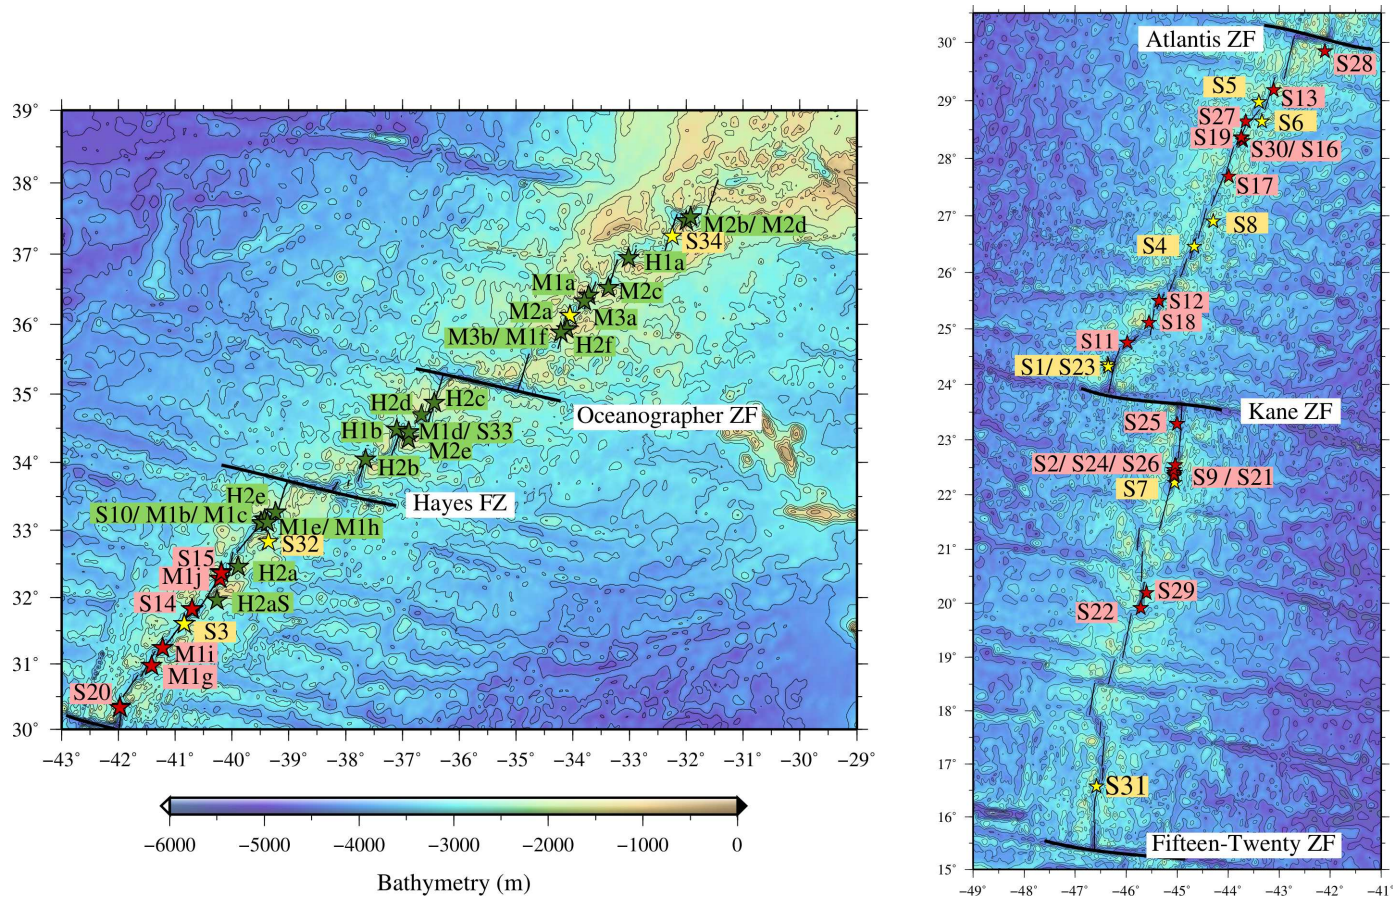 39°
38°
37°
36°
35°
34°
33°
32°
31°
30°
−43°
−42°
−41°
−40°
−39°
−38°
−37°
−36°
−35°
−34°
−33°
−32°
−31°
−30°
−29°
M2b/ M2d
S34
H1a
M1a
M2c
M2a
M3a
M3b/ M1f
H2f
Oceanographer ZF
H2c
H2d
H1b
M1d/ S33
M2e
H2b
Hayes FZ
H2e
S10/ M1b/ M1c
M1e/ M1h
S32
S15
H2a
M1j
S14
H2aS
S3
M1i
M1g
S20
−6000
−5000
−4000
−3000
−2000
−1000
0
Bathymetry (m)
30°
29°
28°
27°
26°
25°
24°
23°
22°
21°
20°
19°
18°
17°
16°
15°
−49°
−48°
−47°
−46°
−45°
−44°
−43°
−42°
−41°
Atlantis ZF
S28
S5
S13
S27
S6
S19
S30/ S16
S17
S8
S4
S12
S18
S11
S1/ S23
Kane ZF
S25
S2/ S24/ S26
S9 / S21
S7
S29
S22
S31
Fifteen-Twenty ZF